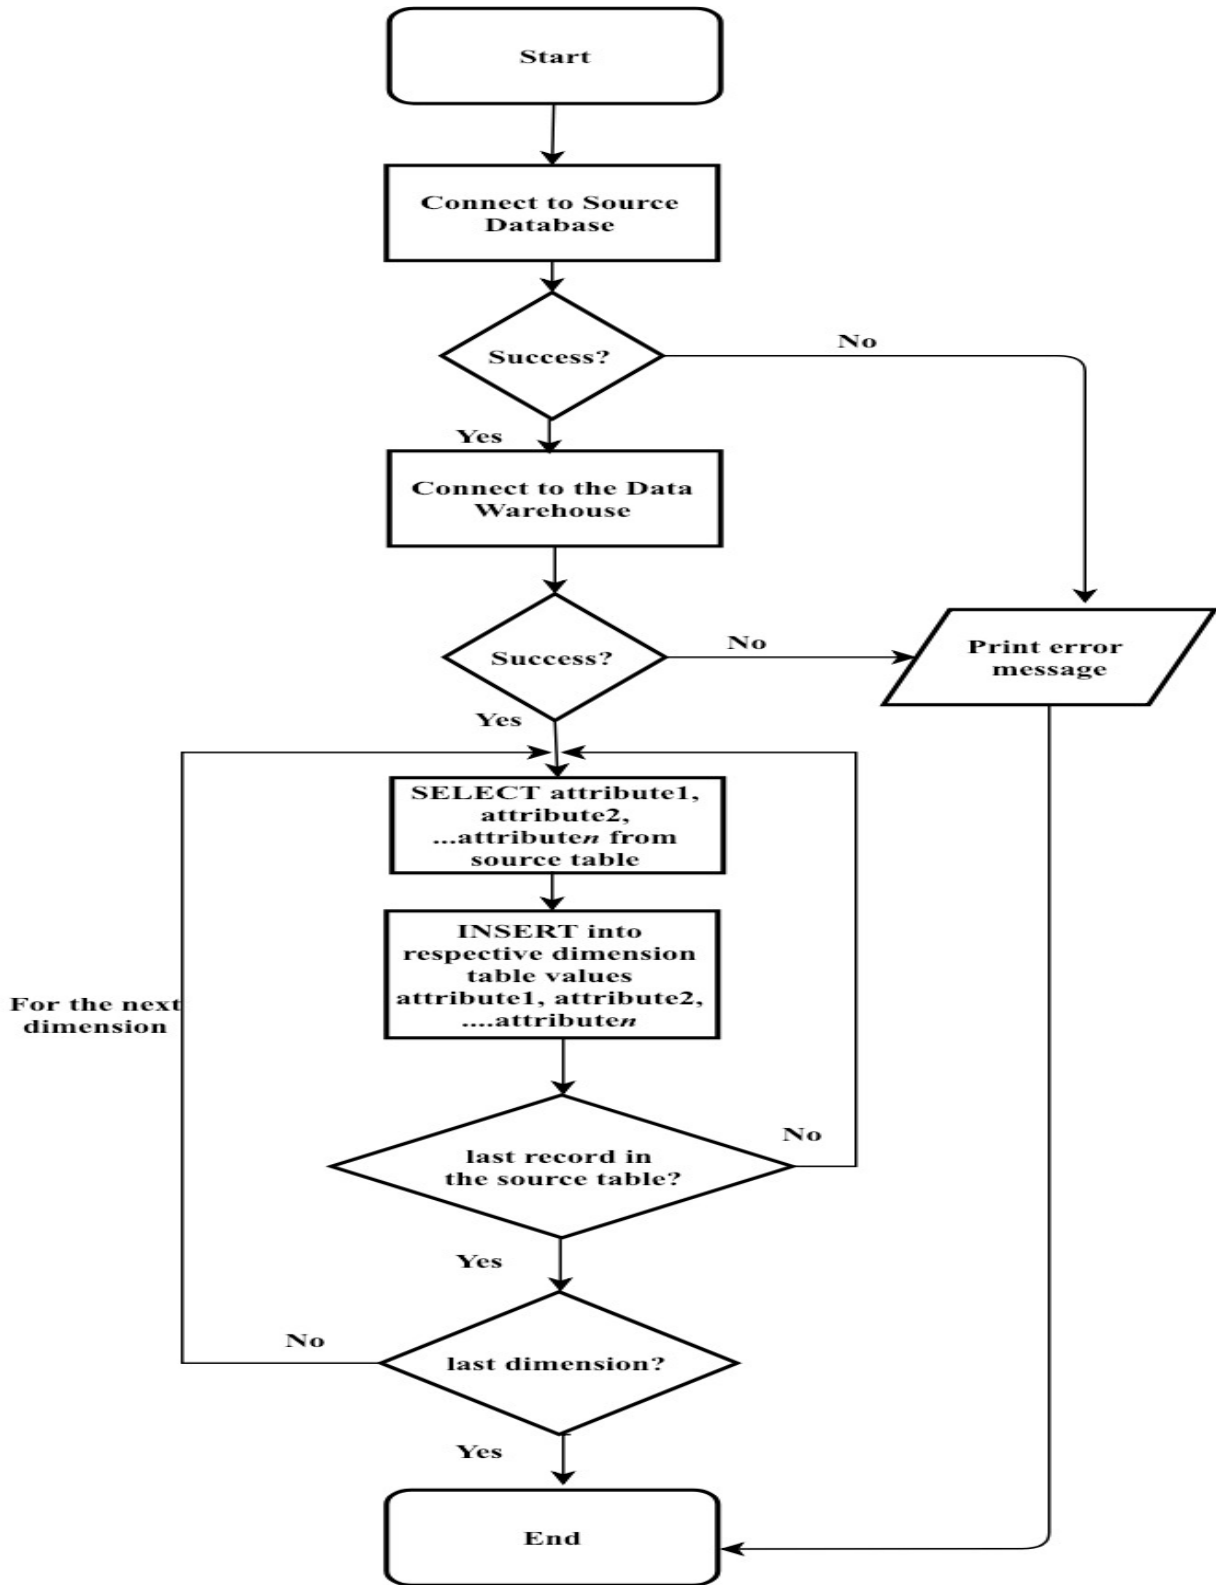 Start
Connect to Source
Database
Success?
No
Yes
Connect to the Data
Warehouse
Success?
No
Print error
message
Yes
SELECT attribute1,
attribute2,
...attributen from
source table
INSERT into
respective dimension
table values
attribute1, attribute2,
....attributen
For the next
dimension
last record in
the source table?
No
Yes
last dimension?
No
Yes
End